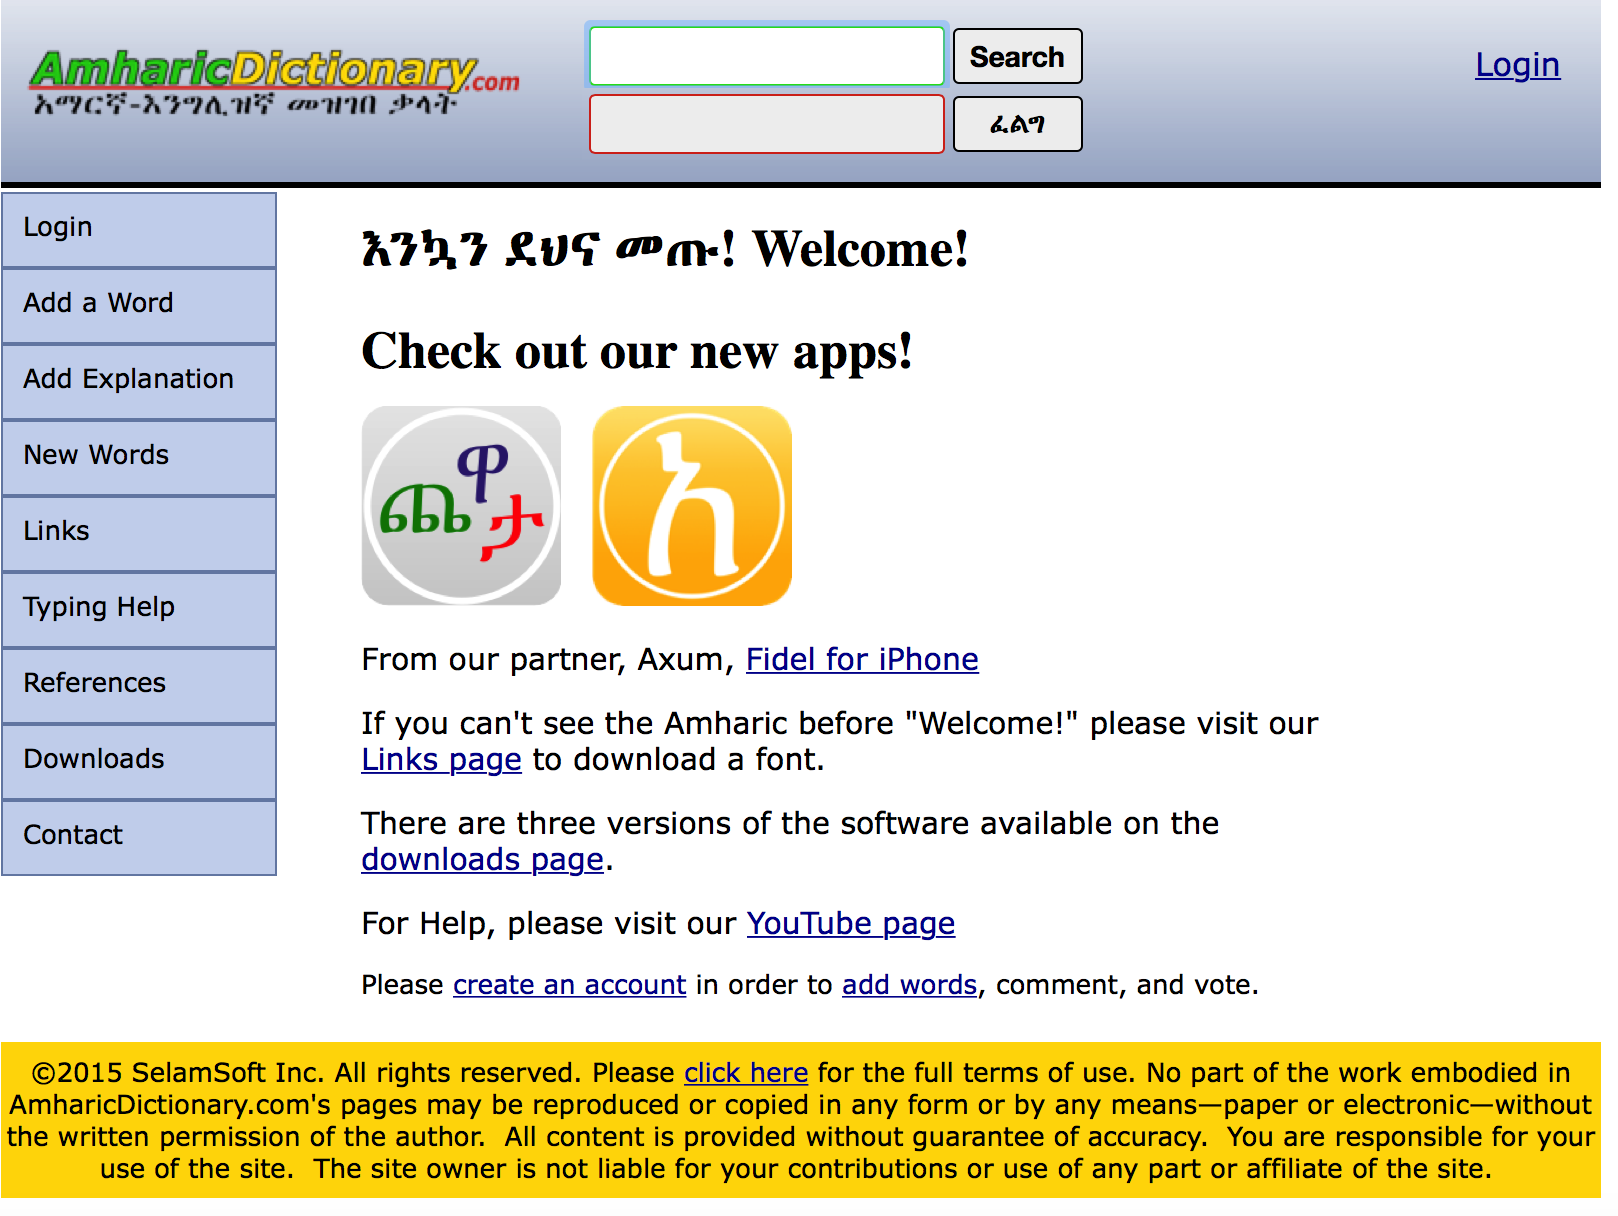 AmharicDictionary.com
አማርኛ-እንግሊዝኛ መዝገበ ቃላት
Search
ፈልግ
Login
Login
Add a Word
Add Explanation
New Words
Links
Typing Help
References
Downloads
Contact
እንኳን ደህና መጡ! Welcome!
Check out our new apps!
ጨዋታ
አ
From our partner, Axum, Fidel for iPhone
If you can't see the Amharic before "Welcome!" please visit our
Links page to download a font.
There are three versions of the software available on the
downloads page.
For Help, please visit our YouTube page
Please create an account in order to add words, comment, and vote.
©2015 SelamSoft Inc. All rights reserved. Please click here for the full terms of use. No part of the work embodied in
AmharicDictionary.com's pages may be reproduced or copied in any form or by any means—paper or electronic—without
the written permission of the author. All content is provided without guarantee of accuracy. You are responsible for your
use of the site. The site owner is not liable for your contributions or use of any part or affiliate of the site.